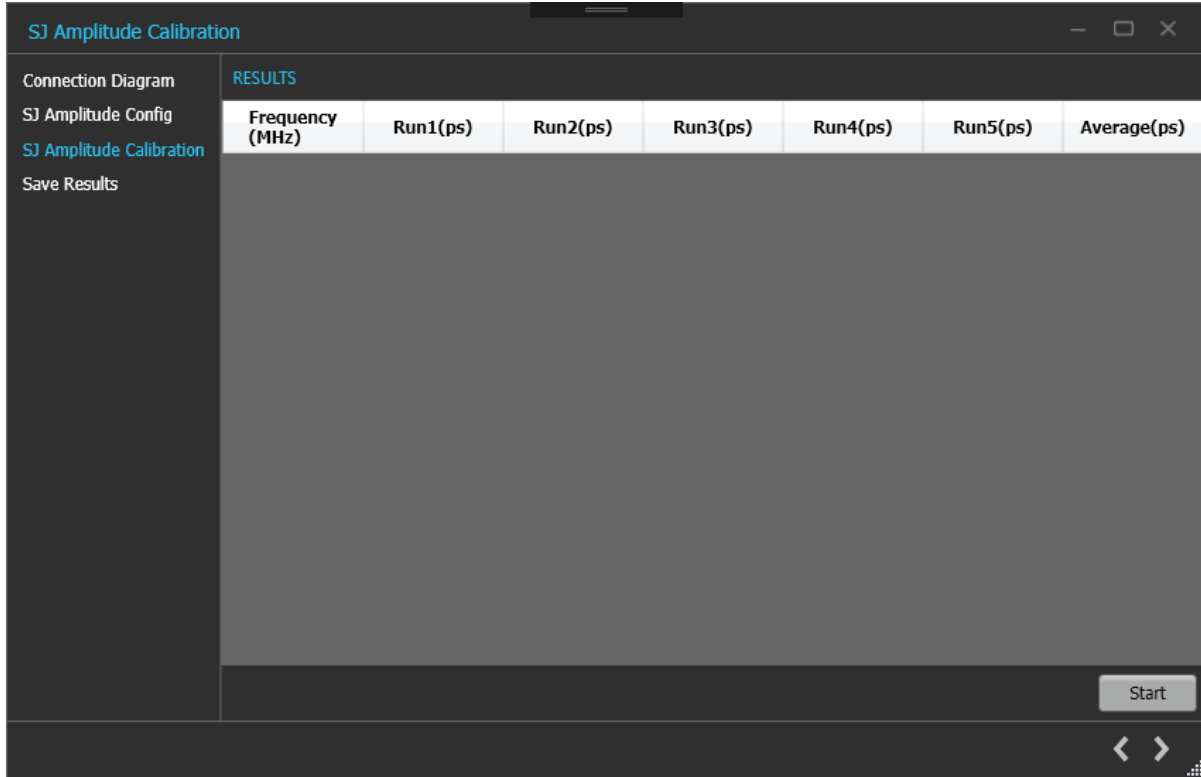 SJ Amplitude Calibration
Connection Diagram
SJ Amplitude Config
SJ Amplitude Calibration
Save Results
RESULTS
Frequency
(MHz)
Run1(ps)
Run2(ps)
Run3(ps)
Run4(ps)
Run5(ps)
Average(ps)
Start